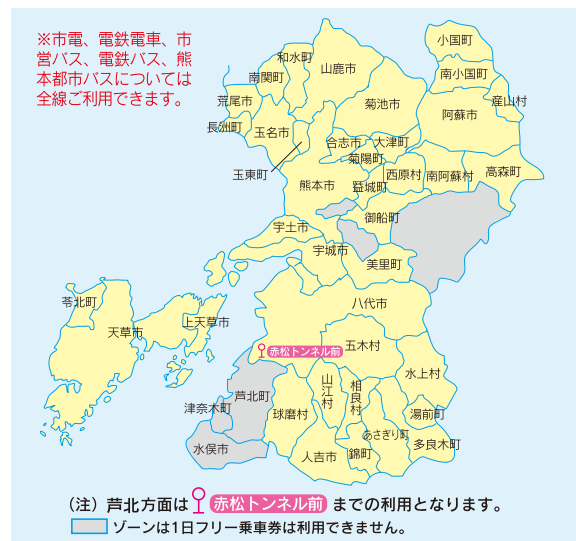 ※市電、電鉄電車、市
営バス、電鉄バス、熊
本都市バスについては
全線ご利用できます。
小国町
和水町
山鹿市
南関町
南小国町
荒尾市
菊池市
産山村
阿蘇市
長洲町
玉名市
合志市
大津町
菊陽町
玉東町
西原村
南阿蘇村
高森町
熊本市
益城町
御船町
宇土市
宇城市
美里町
苓北町
八代市
上天草市
天草市
赤松トンネル前
五木村
水上村
山江村
相良村
芦北町
津奈木町
球磨村
湯前町
あさぎり町
多良木町
水俣市
人吉市
錦町
（注）芦北方面は 赤松トンネル前 までの利用となります。
ゾーンは1日フリー乗車券は利用できません。